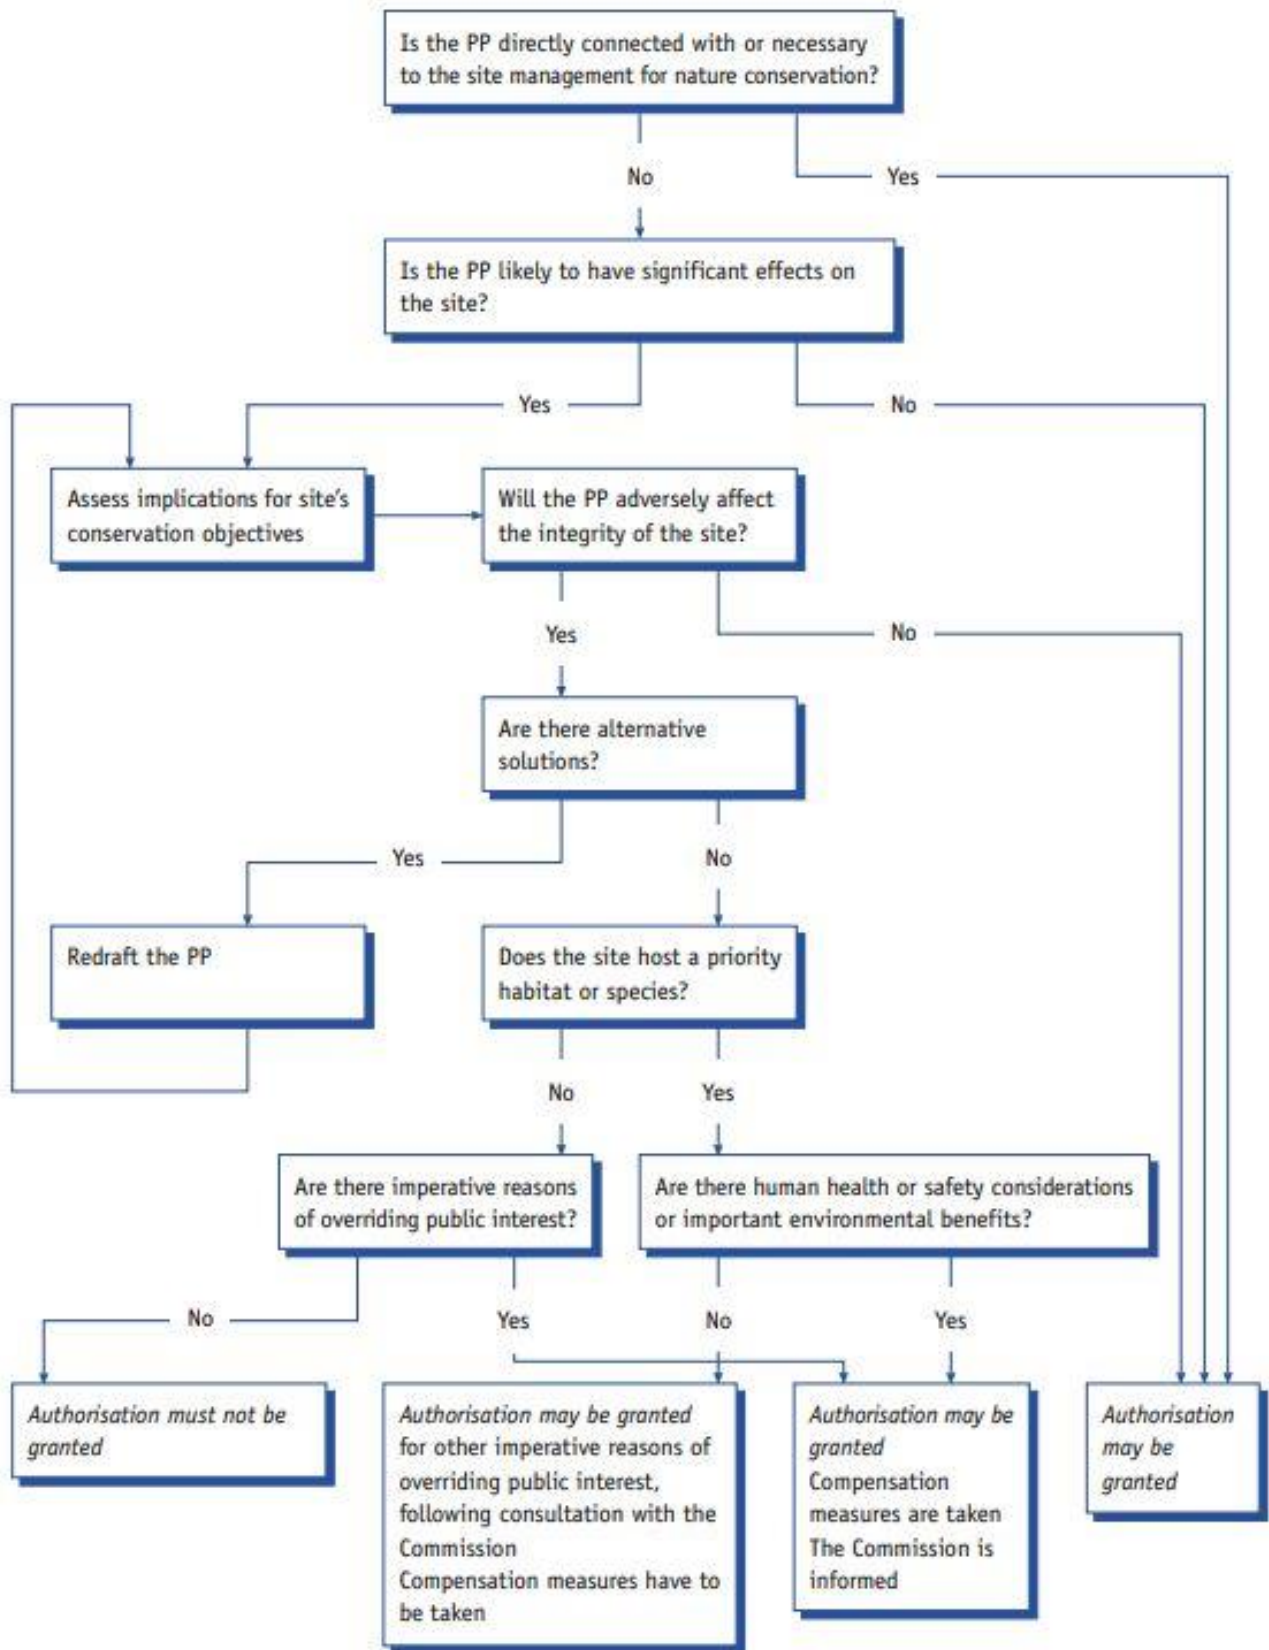 Is the PP directly connected with or necessary
to the site management for nature conservation?
No
Yes
Is the PP likely to have significant effects on
the site?
Yes
No
Assess implications for site's
conservation objectives
Will the PP adversely affect
the integrity of the site?
Yes
No
Are there alternative
solutions?
Yes
No
Redraft the PP
Does the site host a priority
habitat or species?
No
Yes
Are there imperative reasons
of overriding public interest?
Are there human health or safety considerations
or important environmental benefits?
No
Yes
No
Yes
Authorisation must not be
granted
Authorisation may be granted
for other imperative reasons of
overriding public interest,
following consultation with the
Commission
Compensation measures have to
be taken
Authorisation may be
granted
Compensation
measures are taken
The Commission is
informed
Authorisation
may be
granted